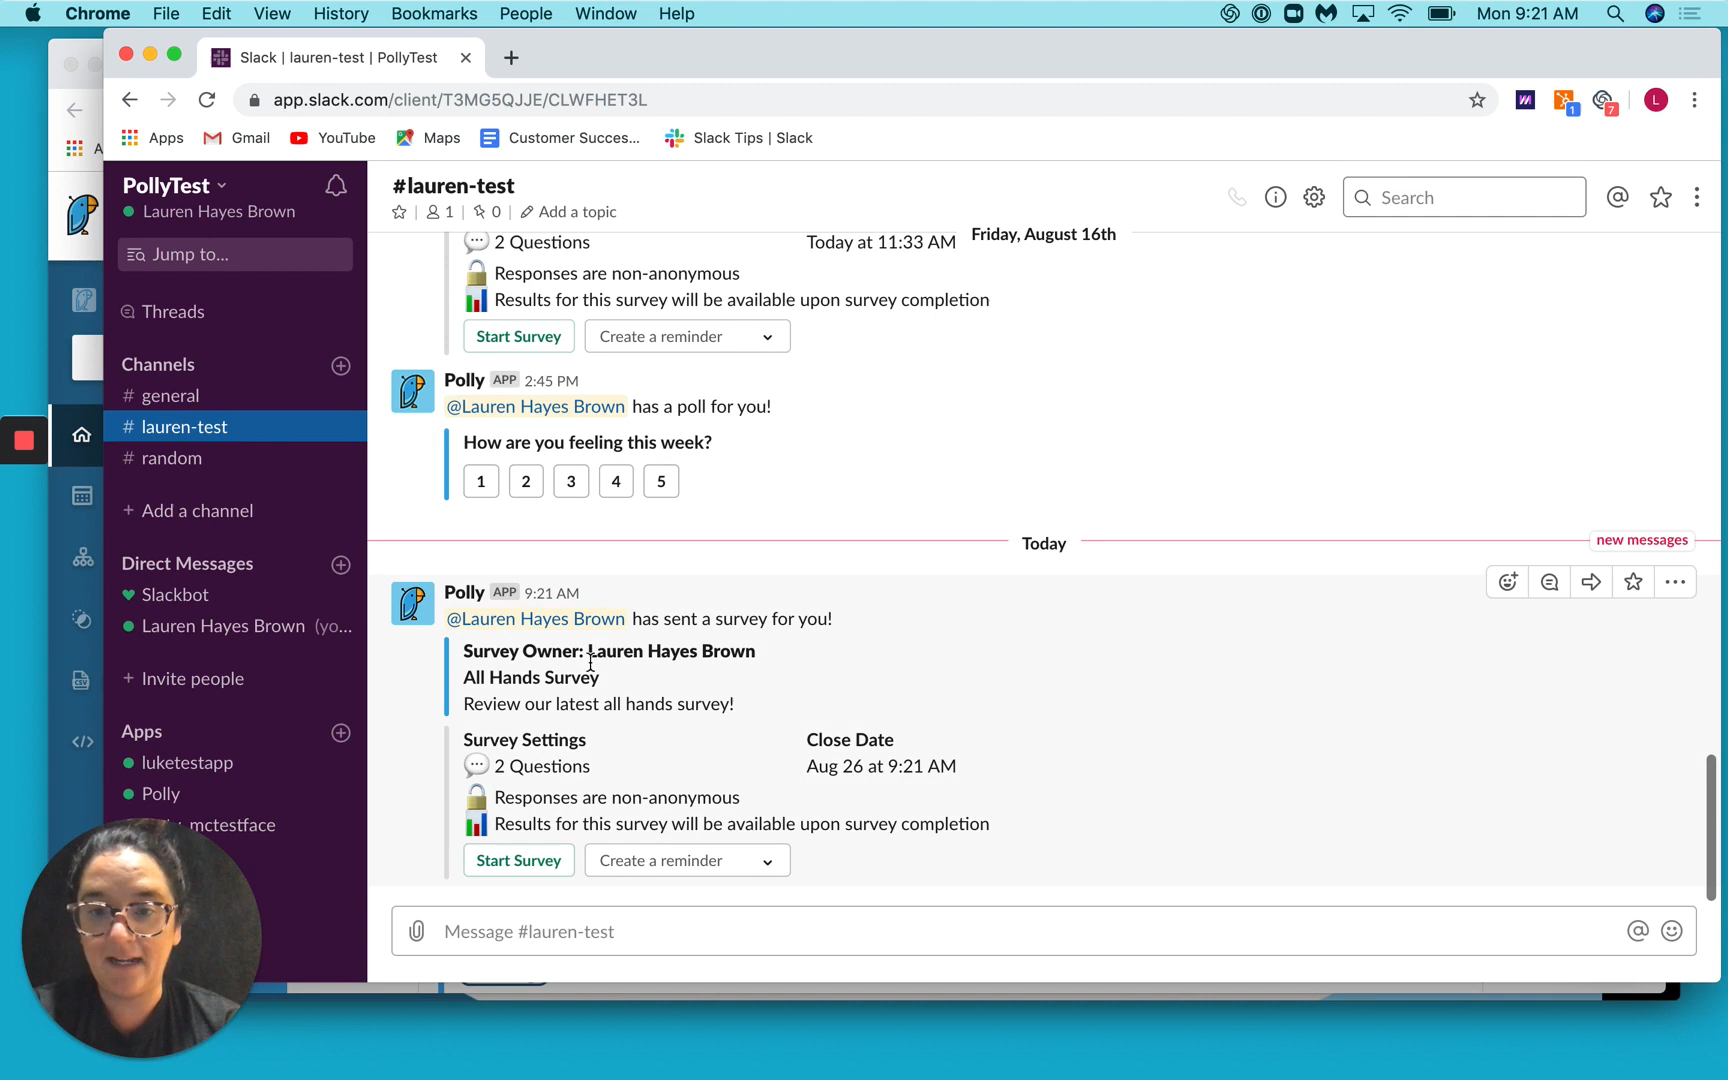 Chrome File Edit View History Bookmarks People Window Help Mon 9:21 AM
Slack | lauren-test | PollyTest
app.slack.com/client/T3MG5QJJE/CLWFHET3L
1
7
L
Apps Gmail YouTube Maps Customer Succes... Slack Tips | Slack
A
PollyTest
Lauren Hayes Brown
Jump to...
Threads
Channels
# general
# lauren-test
# random
+ Add a channel
Direct Messages
Slackbot
Lauren Hayes Brown (yo...
+ Invite people
Apps
luketestapp
Polly
mctestface
#lauren-test
1 | 0 | Add a topic
Search
Friday, August 16th
2 Questions Today at 11:33 AM
Responses are non-anonymous
Results for this survey will be available upon survey completion
Start Survey Create a reminder
Polly APP 2:45 PM
@Lauren Hayes Brown has a poll for you!
How are you feeling this week?
1 2 3 4 5
Today new messages
Polly APP 9:21 AM
@Lauren Hayes Brown has sent a survey for you!
Survey Owner: Lauren Hayes Brown
All Hands Survey
Review our latest all hands survey!
Survey Settings Close Date
2 Questions Aug 26 at 9:21 AM
Responses are non-anonymous
Results for this survey will be available upon survey completion
Start Survey Create a reminder
Message #lauren-test